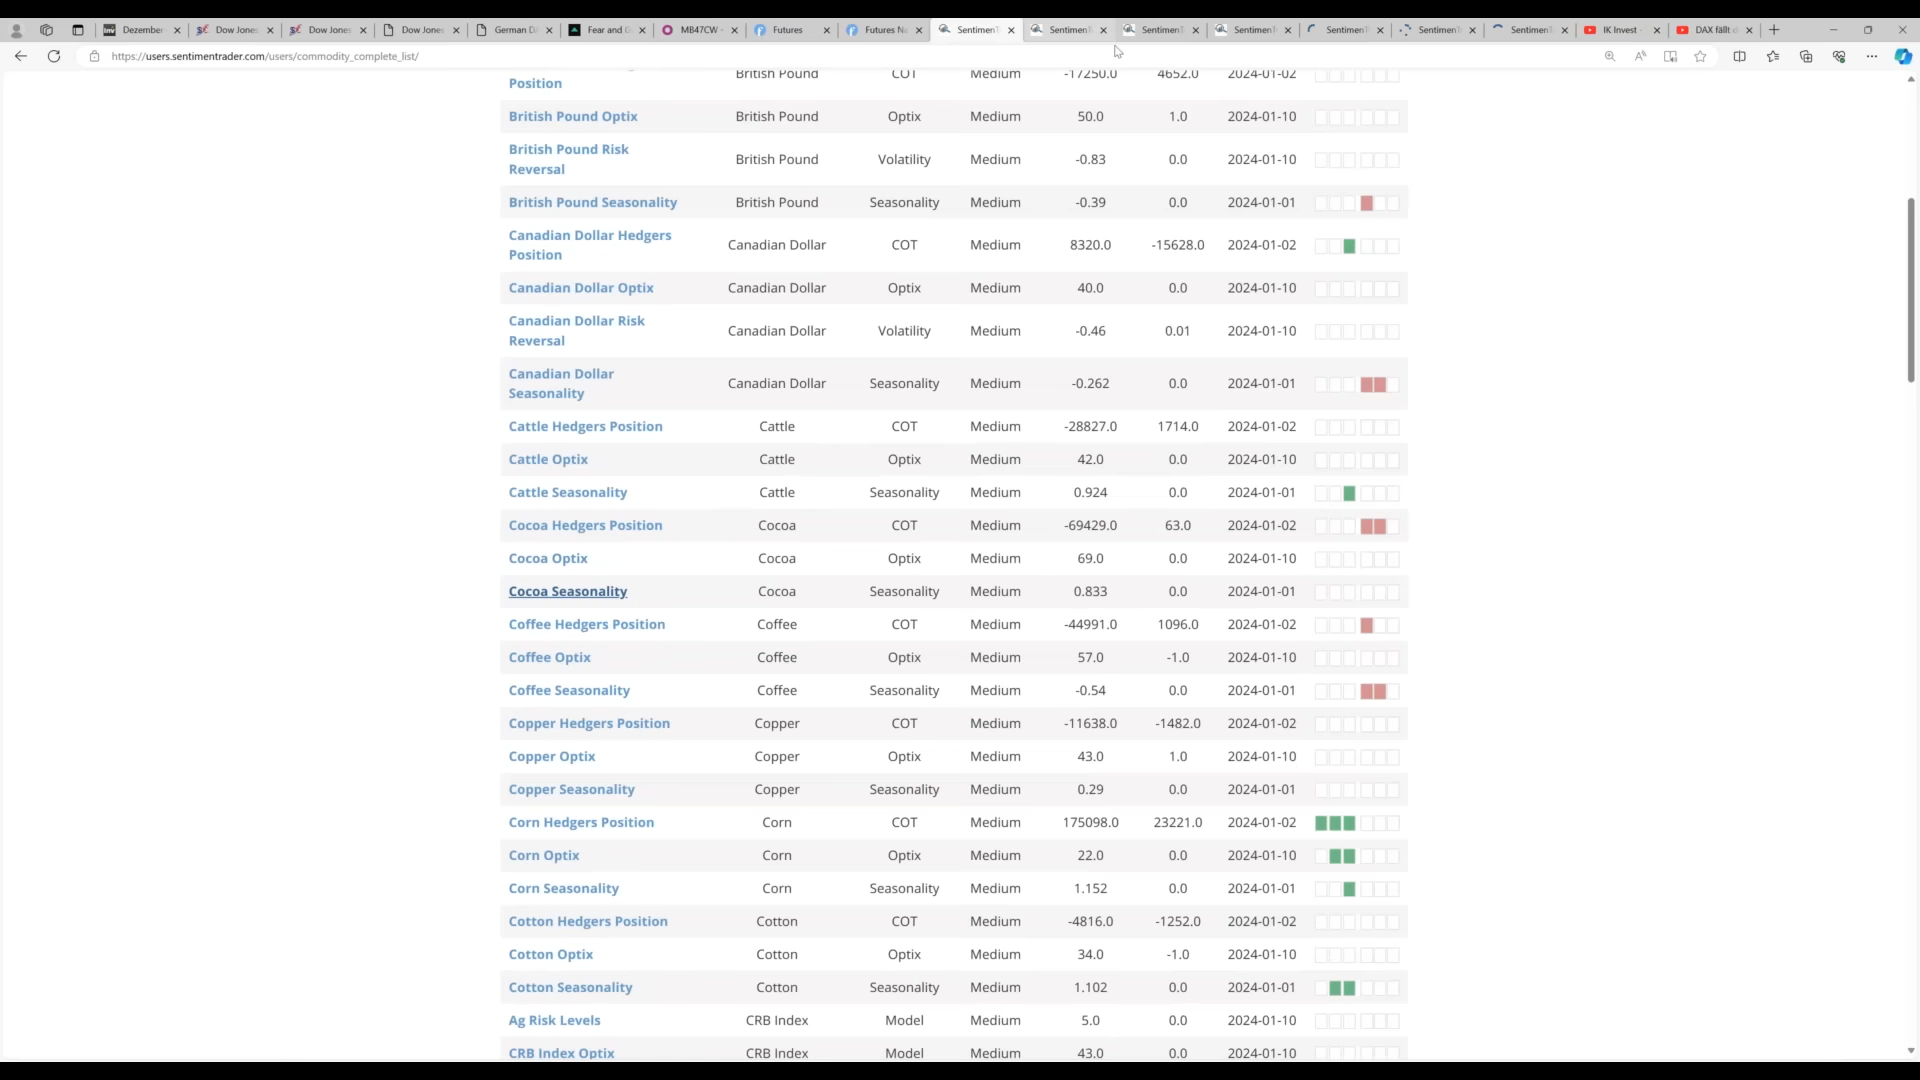 Dezember
Dow Jones
Dow Jones
Dow Jones
German D
Fear and G
MB47CW -
Futures
Futures Na
SentimenT
SentimenT
SentimenT
SentimenT
SentimenT
SentimenT
SentimenT
IK Invest -
DAX fällt
https://users.sentimentrader.com/users/commodity_complete_list/
Position British Pound COT Medium -17250.0 4652.0 2024-01-02
British Pound Optix British Pound Optix Medium 50.0 1.0 2024-01-10
British Pound Risk
Reversal British Pound Volatility Medium -0.83 0.0 2024-01-10
British Pound Seasonality British Pound Seasonality Medium -0.39 0.0 2024-01-01
Canadian Dollar Hedgers
Position Canadian Dollar COT Medium 8320.0 -15628.0 2024-01-02
Canadian Dollar Optix Canadian Dollar Optix Medium 40.0 0.0 2024-01-10
Canadian Dollar Risk
Reversal Canadian Dollar Volatility Medium -0.46 0.01 2024-01-10
Canadian Dollar
Seasonality Canadian Dollar Seasonality Medium -0.262 0.0 2024-01-01
Cattle Hedgers Position Cattle COT Medium -28827.0 1714.0 2024-01-02
Cattle Optix Cattle Optix Medium 42.0 0.0 2024-01-10
Cattle Seasonality Cattle Seasonality Medium 0.924 0.0 2024-01-01
Cocoa Hedgers Position Cocoa COT Medium -69429.0 63.0 2024-01-02
Cocoa Optix Cocoa Optix Medium 69.0 0.0 2024-01-10
Cocoa Seasonality Cocoa Seasonality Medium 0.833 0.0 2024-01-01
Coffee Hedgers Position Coffee COT Medium -44991.0 1096.0 2024-01-02
Coffee Optix Coffee Optix Medium 57.0 -1.0 2024-01-10
Coffee Seasonality Coffee Seasonality Medium -0.54 0.0 2024-01-01
Copper Hedgers Position Copper COT Medium -11638.0 -1482.0 2024-01-02
Copper Optix Copper Optix Medium 43.0 1.0 2024-01-10
Copper Seasonality Copper Seasonality Medium 0.29 0.0 2024-01-01
Corn Hedgers Position Corn COT Medium 175098.0 23221.0 2024-01-02
Corn Optix Corn Optix Medium 22.0 0.0 2024-01-10
Corn Seasonality Corn Seasonality Medium 1.152 0.0 2024-01-01
Cotton Hedgers Position Cotton COT Medium -4816.0 -1252.0 2024-01-02
Cotton Optix Cotton Optix Medium 34.0 -1.0 2024-01-10
Cotton Seasonality Cotton Seasonality Medium 1.102 0.0 2024-01-01
Ag Risk Levels CRB Index Model Medium 5.0 0.0 2024-01-10
CRB Index Optix CRB Index Model Medium 43.0 0.0 2024-01-10